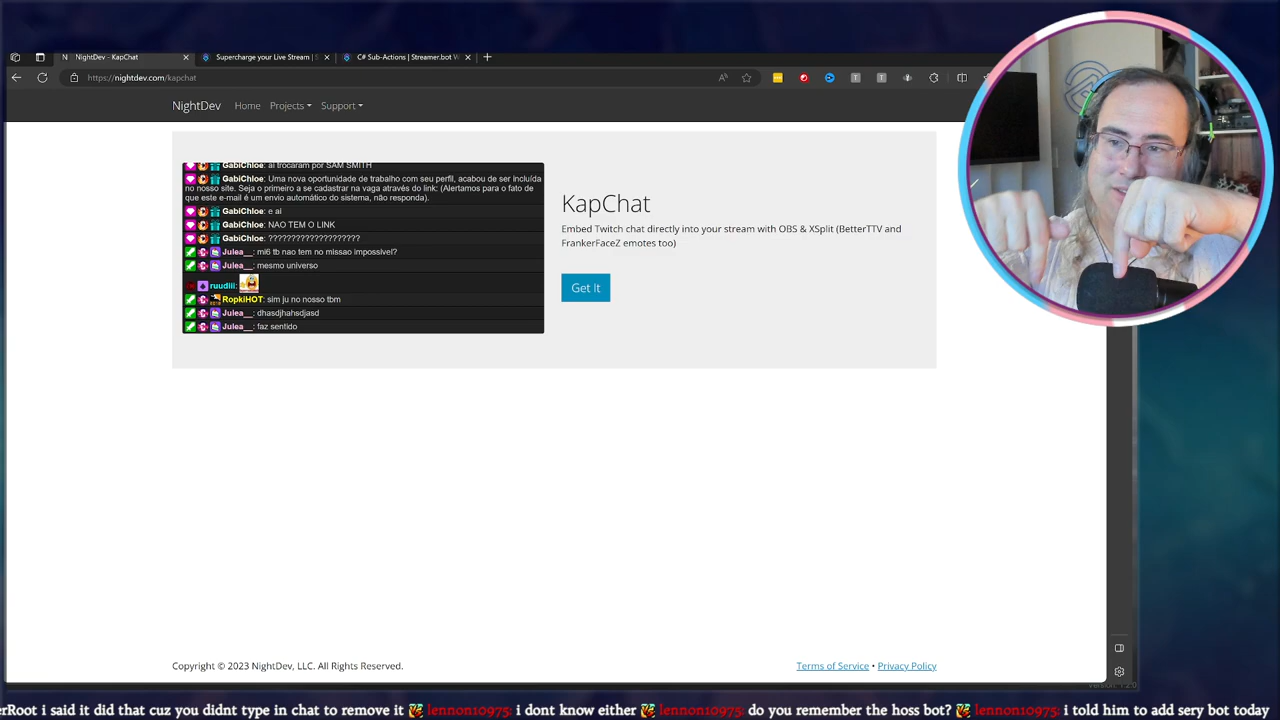 NightDev - KapChat
Supercharge your Live Stream | S
C# Sub-Actions | Streamer.bot W
https://nightdev.com/kapchat
NightDev Home Projects Support
GabiChloe: ai trocaram por SAM SMITH
GabiChloe: Uma nova oportunidade de trabalho com seu perfil, acabou de ser incluída
no nosso site. Seja o primeiro a se cadastrar na vaga através do link: (Alertamos para o fato de
que este e-mail é um envio automático do sistema, não responda).
GabiChloe: e ai
GabiChloe: NAO TEM O LINK
GabiChloe: ????????????????????
Julea__: mi6 tb nao tem no missao impossivel?
Julea__: mesmo universo
ruudlii:
RopkiHOT: sim ju no nosso tbm
Julea__: dhasdjhahsdjasd
Julea__: faz sentido
KapChat
Embed Twitch chat directly into your stream with OBS & XSplit (BetterTTV and
FrankerFaceZ emotes too)
Get It
Copyright © 2023 NightDev, LLC. All Rights Reserved.
Terms of Service • Privacy Policy
erRoot i said it did that cuz you didnt type in chat to remove it lennon10975: i dont know either lennon10975: do you remember the hoss bot? lennon10975: i told him to add sery bot today